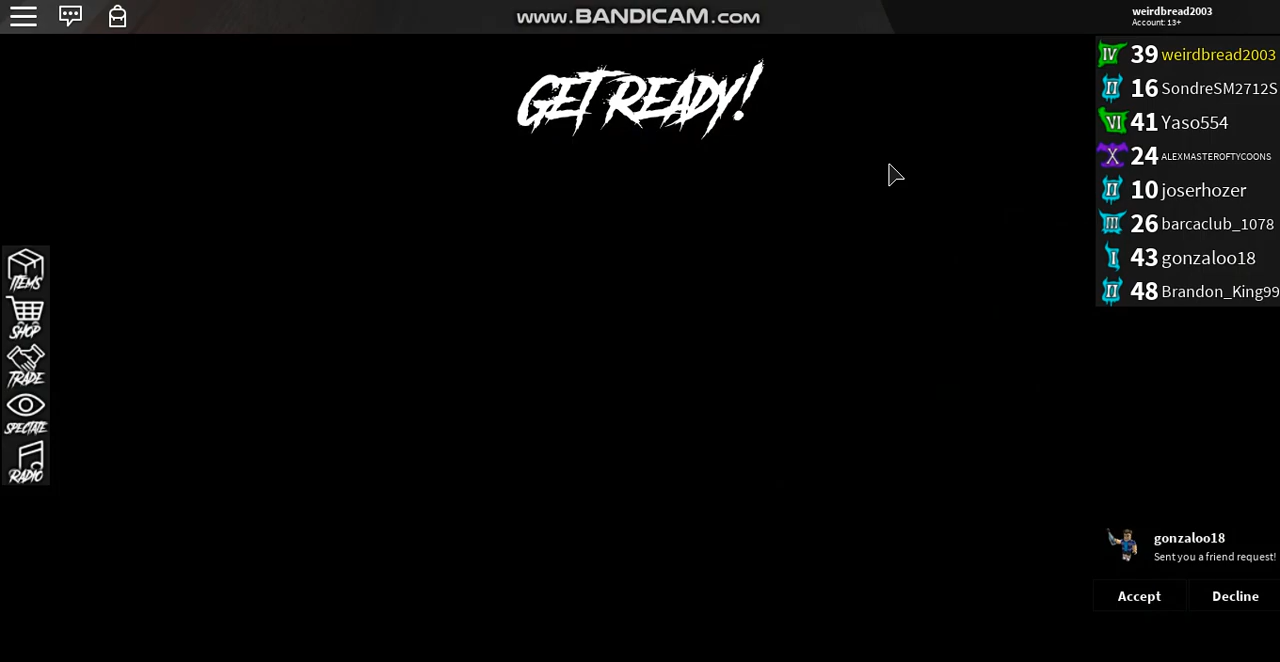 www.BANDICAM.com
weirdbread2003
Account: 13+
GET READY!
IV 39 weirdbread2003
II 16 SondreSM2712S
VI 41 Yaso554
X 24 ALEXMASTEROFTYCOONS
II 10 joserhozer
III 26 barcaclub_1078
I 43 gonzaloo18
II 48 Brandon_King99
ITEMS
SHOP
TRADE
SPECTATE
RADIO
gonzaloo18
Sent you a friend request!
Accept Decline